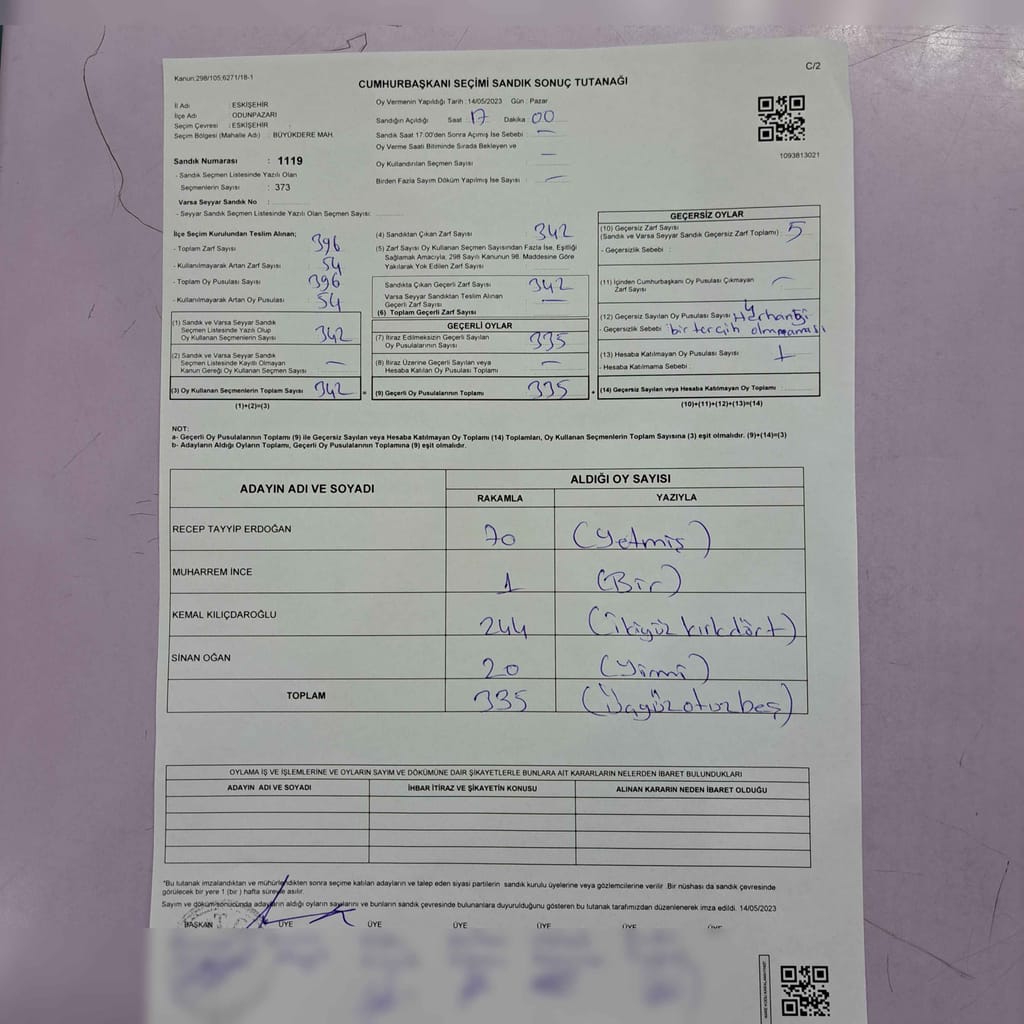 Kanun:298/105;6271/18-1
C/2
CUMHURBAŞKANI SEÇİMİ SANDIK SONUÇ TUTANAĞI
İl Adı : ESKİŞEHİR
İlçe Adı : ODUNPAZARI
Seçim Çevresi : ESKİŞEHİR
Seçim Bölgesi (Mahalle Adı) : BÜYÜKDERE MAH.
Sandık Numarası : 1119
- Sandık Seçmen Listesinde Yazılı Olan
Seçmenlerin Sayısı : 373
Varsa Seyyar Sandık No :
- Seyyar Sandık Seçmen Listesinde Yazılı Olan Seçmen Sayısı:
Oy Vermenin Yapıldığı Tarih :14/05/2023 Gün : Pazar
Sandığın Açıldığı Saat : 17 Dakika : 00
Sandık Saat 17:00'den Sonra Açımış İse Sebebi : —
Oy Verme Saati Bitiminde Sırada Bekleyen ve
Oy Kullandırılan Seçmen Sayısı —
Birden Fazla Sayım Döküm Yapılmış İse Sayısı : —
1093813021
İlçe Seçim Kurulundan Teslim Alınan;
- Toplam Zarf Sayısı 396
- Kullanılmayarak Artan Zarf Sayısı 54
- Toplam Oy Pusulası Sayısı 396
- Kullanılmayarak Artan Oy Pusulası 54
(1) Sandık ve Varsa Seyyar Sandık
Seçmen Listesinde Yazılı Olup
Oy Kullanan Seçmen Sayısı 342
(2) Sandık ve Varsa Seyyar Sandık
Seçmen Listesinde Kayıtlı Olmayan
Kanun Gereği Oy Kullanan Seçmen Sayısı —
(3) Oy Kullanan Seçmenlerin Toplam Sayısı 342
(1)+(2)=(3)
(4) Sandıktan Çıkan Zarf Sayısı 342
(5) Zarf Sayısı Oy Kullanan Seçmen Sayısından Fazla İse, Eşitliği
Sağlamak Amacıyla; 298 Sayılı Kanunun 98. Maddesine Göre
Yakılarak Yok Edilen Zarf Sayısı
Sandıkta Çıkan Geçerli Zarf Sayısı 342
Varsa Seyyar Sandıktan Teslim Alınan
Geçerli Zarf Sayısı —
(6) Toplam Geçerli Zarf Sayısı
GEÇERLİ OYLAR
(7) İtiraz Edilmeksizin Geçerli Sayılan
Oy Pusulalarının Sayısı 335
(8) İtiraz Üzerine Geçerli Sayılan veya
Hesaba Katılan Oy Pusulası Toplamı —
(9) Geçerli Oy Pusulalarının Toplamı 335
GEÇERSİZ OYLAR
(10) Geçersiz Zarf Sayısı
(Sandık ve Varsa Seyyar Sandık Geçersiz Zarf Toplamı) 5
- Geçersizlik Sebebi :
(11) İçinden Cumhurbaşkanı Oy Pusulası Çıkmayan
Zarf Sayısı —
(12) Geçersiz Sayılan Oy Pusulası Sayısı
- Geçersizlik Sebebi : Herhangi bir tercih olmaması
(13) Hesaba Katılmayan Oy Pusulası Sayısı 1
- Hesaba Katılmama Sebebi :
(14) Geçersiz Sayılan veya Hesaba Katılmayan Oy Toplamı
(10)+(11)+(12)+(13)=(14)
NOT:
a- Geçerli Oy Pusulalarının Toplamı (9) ile Geçersiz Sayılan veya Hesaba Katılmayan Oy Toplamı (14) Toplamları, Oy Kullanan Seçmenlerin Toplam Sayısına (3) eşit olmalıdır. (9)+(14)=(3)
b- Adayların Aldığı Oyların Toplamı, Geçerli Oy Pusulalarının Toplamına (9) eşit olmalıdır.
ADAYIN ADI VE SOYADI ALDIĞI OY SAYISI
RAKAMLA YAZIYLA
RECEP TAYYİP ERDOĞAN 70 (Yetmiş)
MUHARREM İNCE 1 (Bir)
KEMAL KILIÇDAROĞLU 244 (İkiyüz kırkdört)
SİNAN OĞAN 20 (Yirmi)
TOPLAM 335 (Üçyüzotuzbeş)
OYLAMA İŞ VE İŞLEMLERİNE VE OYLARIN SAYIM VE DÖKÜMÜNE DAİR ŞİKAYETLERLE BUNLARA AİT KARARLARIN NELERDEN İBARET BULUNDUKLARI
ADAYIN ADI VE SOYADI İHBAR İTİRAZ VE ŞİKAYETİN KONUSU ALINAN KARARIN NEDEN İBARET OLDUĞU
"Bu tutanak imzalandıktan ve mühürlendikten sonra seçime katılan adayların ve talep eden siyasi partilerin sandık kurulu üyelerine veya gözlemcilerine verilir. Bir nüshası da sandık çevresinde
görülecek bir yere 1 (bir ) hafta süreyle asılır.
Sayım ve döküm sonucunda adayların aldığı oyların sayılarını ve bunların sandık çevresinde bulunanlara duyurulduğunu gösteren bu tutanak tarafımızdan düzenlenerek imza edildi. 14/05/2023
BAŞKAN ÜYE ÜYE ÜYE ÜYE ÜYE ÜYE